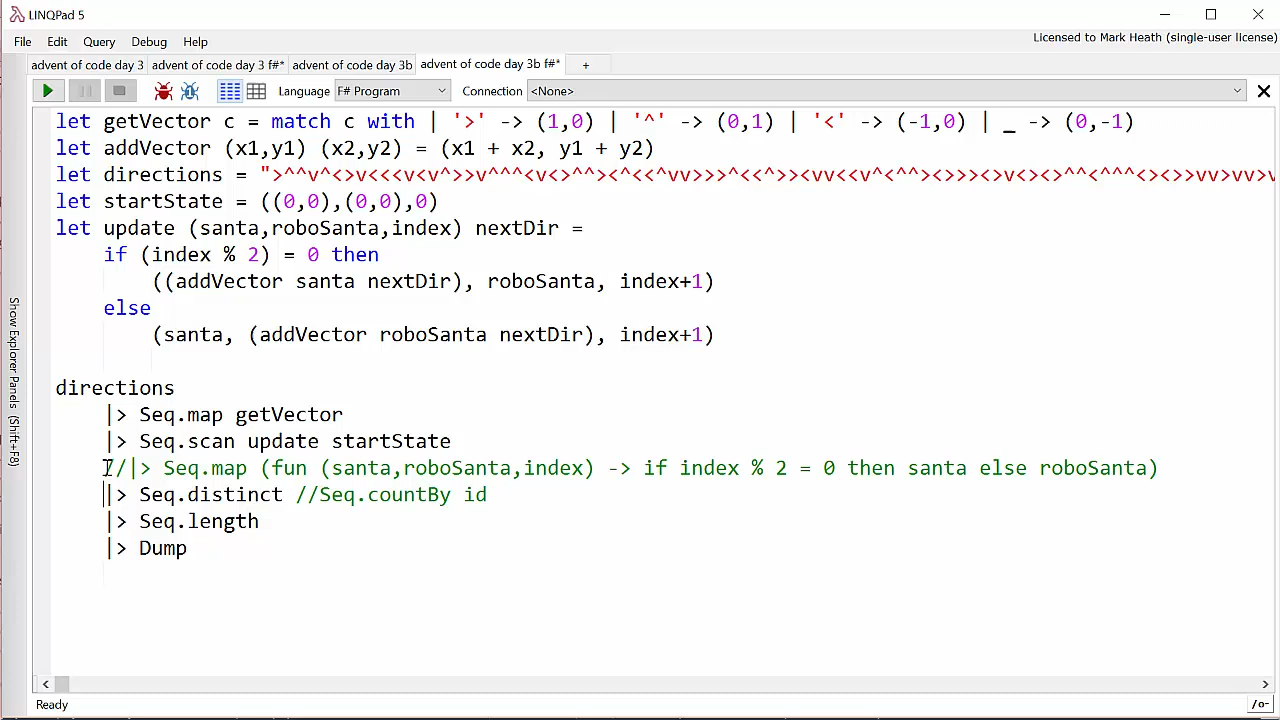 LINQPad 5
File Edit Query Debug Help
Licensed to Mark Heath (single-user license)
advent of code day 3 advent of code day 3 f#* advent of code day 3b advent of code day 3b f#* +
Language F# Program Connection <None>
let getVector c = match c with | '>' -> (1,0) | '^' -> (0,1) | '<' -> (-1,0) | _ -> (0,-1)
let addVector (x1,y1) (x2,y2) = (x1 + x2, y1 + y2)
let directions = ">^^v^<>v<<<v<v^>>v^^^<v<>^^><^<<^vv>>>^<<^>><vv<<v^<^^><>>><>v<><>^^<^^^<><>>vv>vv>v
let startState = ((0,0),(0,0),0)
let update (santa,roboSanta,index) nextDir =
if (index % 2) = 0 then
((addVector santa nextDir), roboSanta, index+1)
else
(santa, (addVector roboSanta nextDir), index+1)
directions
|> Seq.map getVector
|> Seq.scan update startState
//|> Seq.map (fun (santa,roboSanta,index) -> if index % 2 = 0 then santa else roboSanta)
|> Seq.distinct //Seq.countBy id
|> Seq.length
|> Dump
Show Explorer Panels (Shift+F8)
Ready
/o-